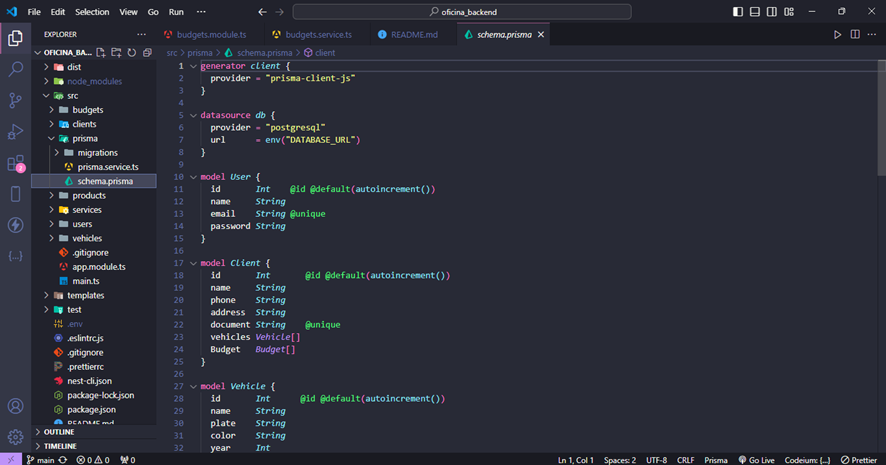 File Edit Selection View Go Run ··· oficina_backend
EXPLORER ···
budgets.module.ts budgets.service.ts README.md schema.prisma
OFICINA_BA...
src > prisma > schema.prisma > client
dist
node_modules
src
budgets
clients
prisma
migrations
prisma.service.ts
schema.prisma
products
services
users
vehicles
.gitignore
app.module.ts
main.ts
templates
test
.env
.eslintrc.js
.gitignore
.prettierrc
nest-cli.json
package-lock.json
package.json
README.md
OUTLINE
TIMELINE
2
{...}
1 generator client {
2   provider = "prisma-client-js"
3 }
4
5 datasource db {
6   provider = "postgresql"
7   url      = env("DATABASE_URL")
8 }
9
10 model User {
11   id       Int    @id @default(autoincrement())
12   name     String
13   email    String @unique
14   password String
15 }
16
17 model Client {
18   id       Int       @id @default(autoincrement())
19   name     String
20   phone    String
21   address  String
22   document String    @unique
23   vehicles Vehicle[]
24   Budget   Budget[]
25 }
26
27 model Vehicle {
28   id       Int      @id @default(autoincrement())
29   name     String
30   plate    String
31   color    String
32   year     Int
main 0 0 0 Ln 1, Col 1 Spaces: 2 UTF-8 CRLF Prisma Go Live Codeium: {...} Prettier